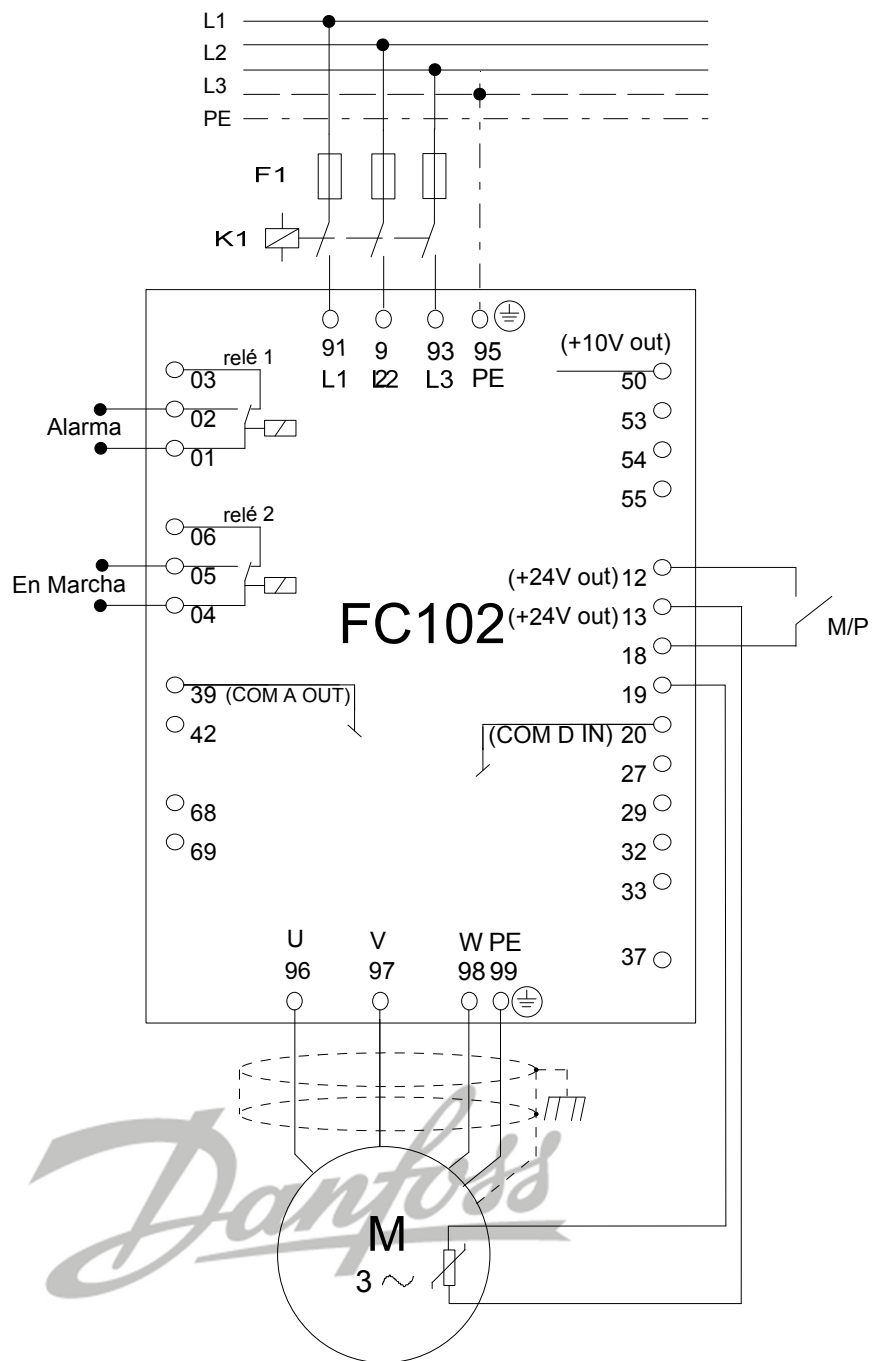 L1
L2
L3
PE
F1
K1
91 9 2 93 95
L1 L2 L3 PE
(+10V out)
50
53
54
55
03 relé 1
02
Alarma
01
06 relé 2
05
En Marcha
04
FC102
(+24V out) 12
(+24V out) 13
M/P
18
19
39 (COM A OUT)
42
(COM D IN) 20
27
29
68
32
69
33
37
U V W PE
96 97 98 99
Danfoss
M
3 ~